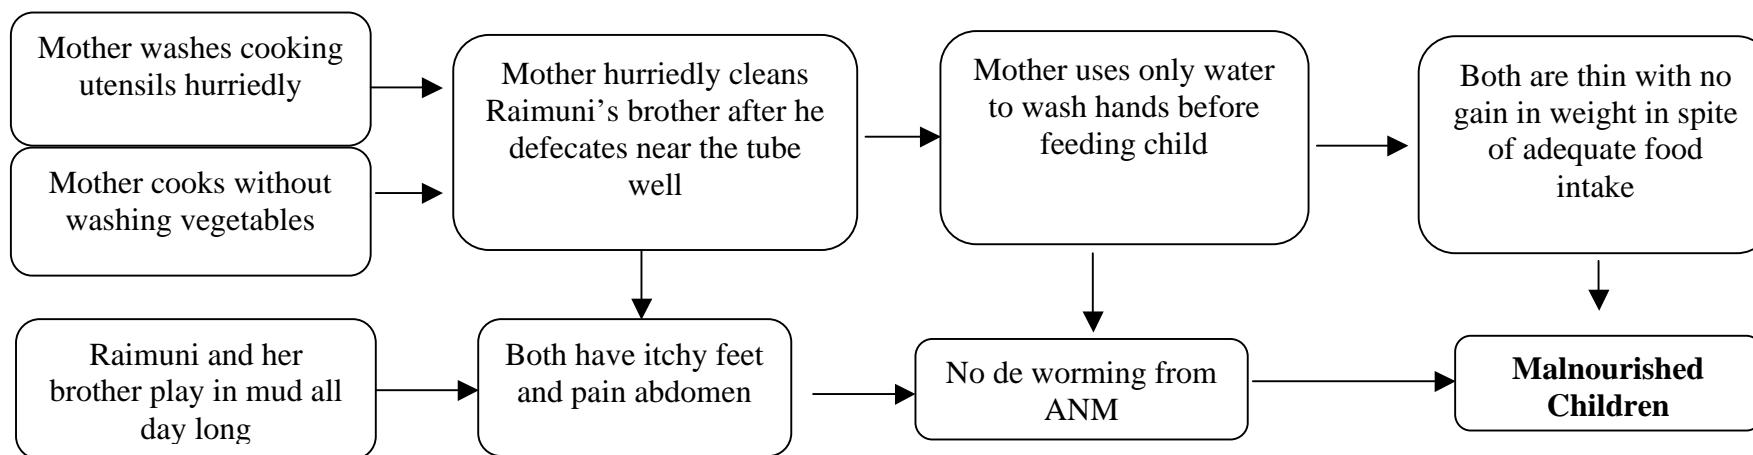 Mother washes cooking
utensils hurriedly
Mother cooks without
washing vegetables
Mother hurriedly cleans
Raimuni’s brother after he
defecates near the tube
well
Mother uses only water
to wash hands before
feeding child
Both are thin with no
gain in weight in spite
of adequate food
intake
Raimuni and her
brother play in mud all
day long
Both have itchy feet
and pain abdomen
No de worming from
ANM
Malnourished
Children